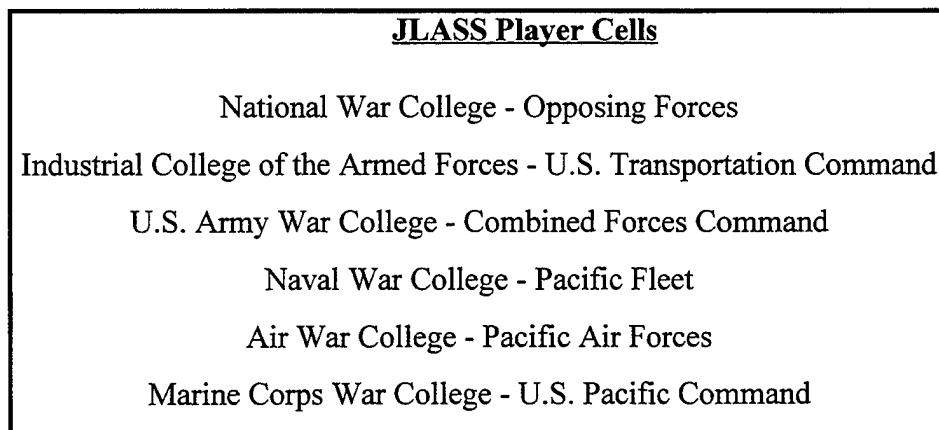 JLASS Player Cells
National War College - Opposing Forces
Industrial College of the Armed Forces - U.S. Transportation Command
U.S. Army War College - Combined Forces Command
Naval War College - Pacific Fleet
Air War College - Pacific Air Forces
Marine Corps War College - U.S. Pacific Command